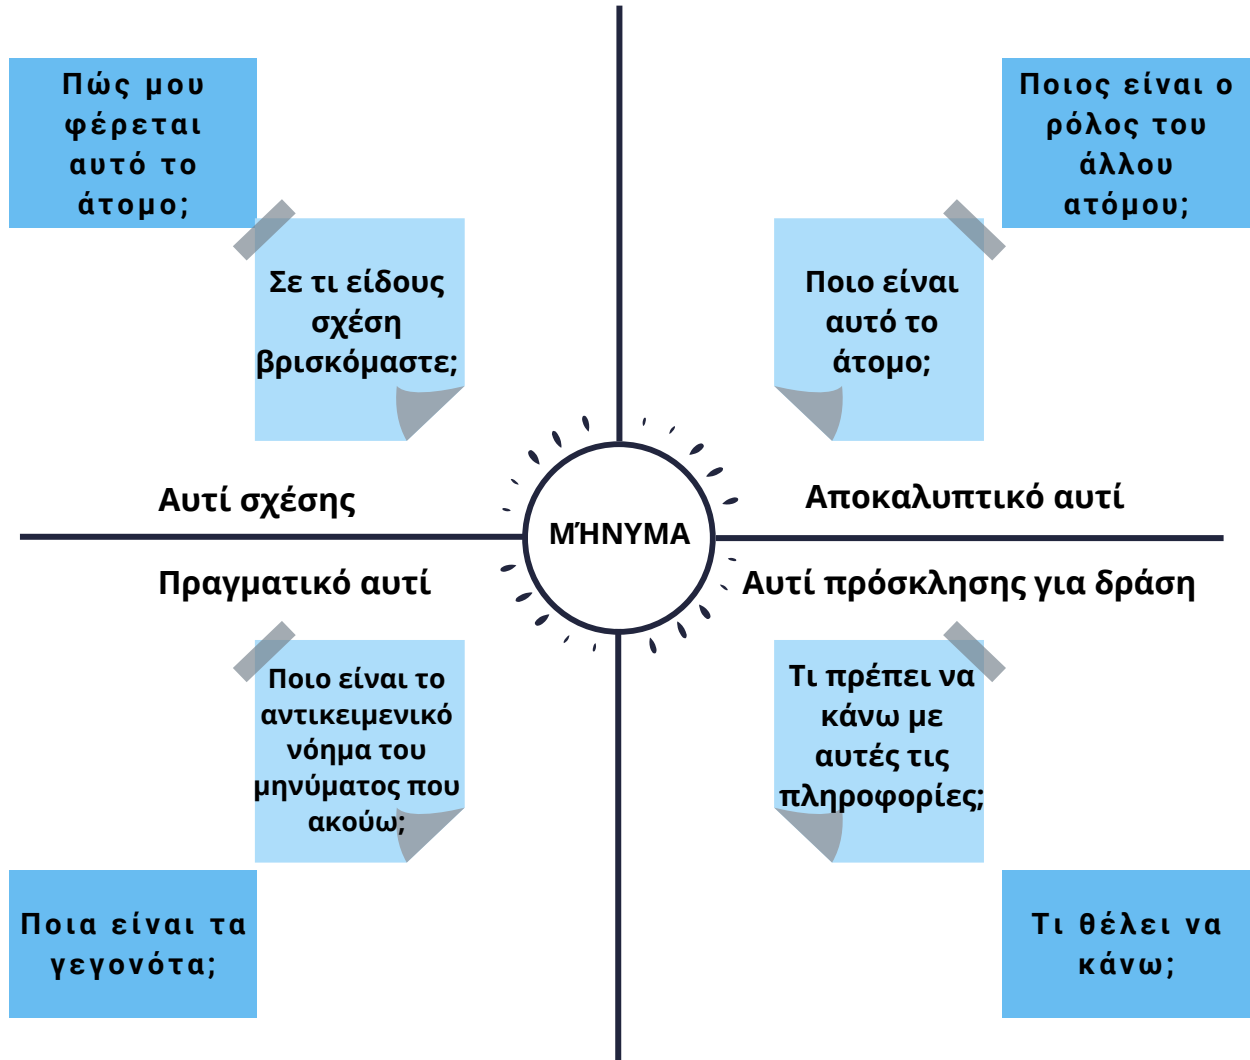 Πώς μου
φέρεται
αυτό το
άτομο;
Σε τι είδους
σχέση
βρισκόμαστε;
Αυτί σχέσης
Ποιος είναι ο
ρόλος του
άλλου
ατόμου;
Ποιο είναι
αυτό το
άτομο;
Αποκαλυπτικό αυτί
ΜΉΝΥΜΑ
Πραγματικό αυτί
Ποιο είναι το
αντικειμενικό
νόημα του
μηνύματος που
ακούω;
Ποια είναι τα
γεγονότα;
Αυτί πρόσκλησης για δράση
Τι πρέπει να
κάνω με
αυτές τις
πληροφορίες;
Τι θέλει να
κάνω;